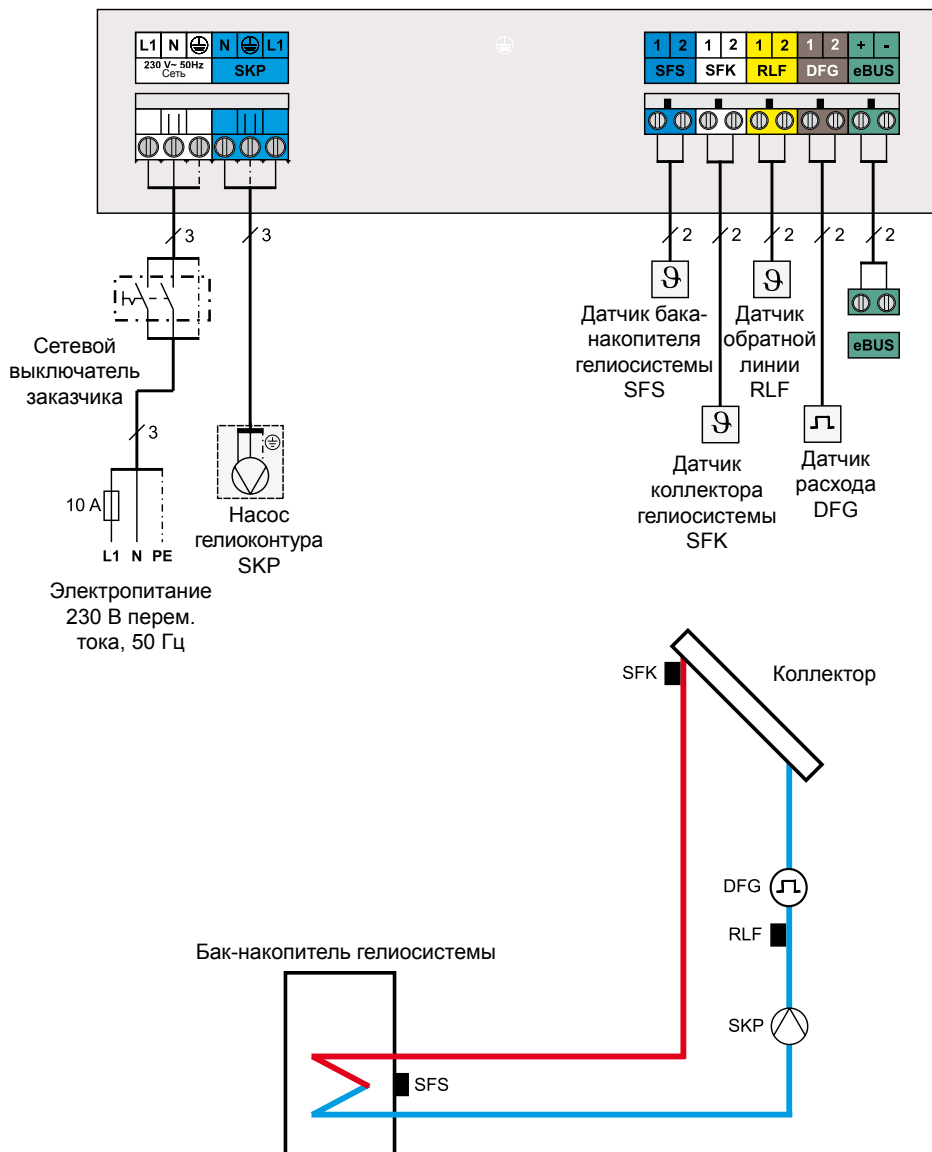 L1 N N L1
230 V~ 50Hz
Сеть
SKP
1 2 1 2 1 2 1 2 + -
SFS SFK RLF DFG eBUS
3 3 2 2 2 2 2
Сетевой
выключатель
заказчика
3
10 A
L1 N PE
Электропитание
230 В перем.
тока, 50 Гц
Насос
гелиоконтура
SKP
Датчик бака-
накопителя
гелиосистемы
SFS
Датчик
обратной
линии
RLF
eBUS
Датчик
коллектора
гелиосистемы
SFK
Датчик
расхода
DFG
SFK
Коллектор
DFG
RLF
Бак-накопитель гелиосистемы
SKP
SFS